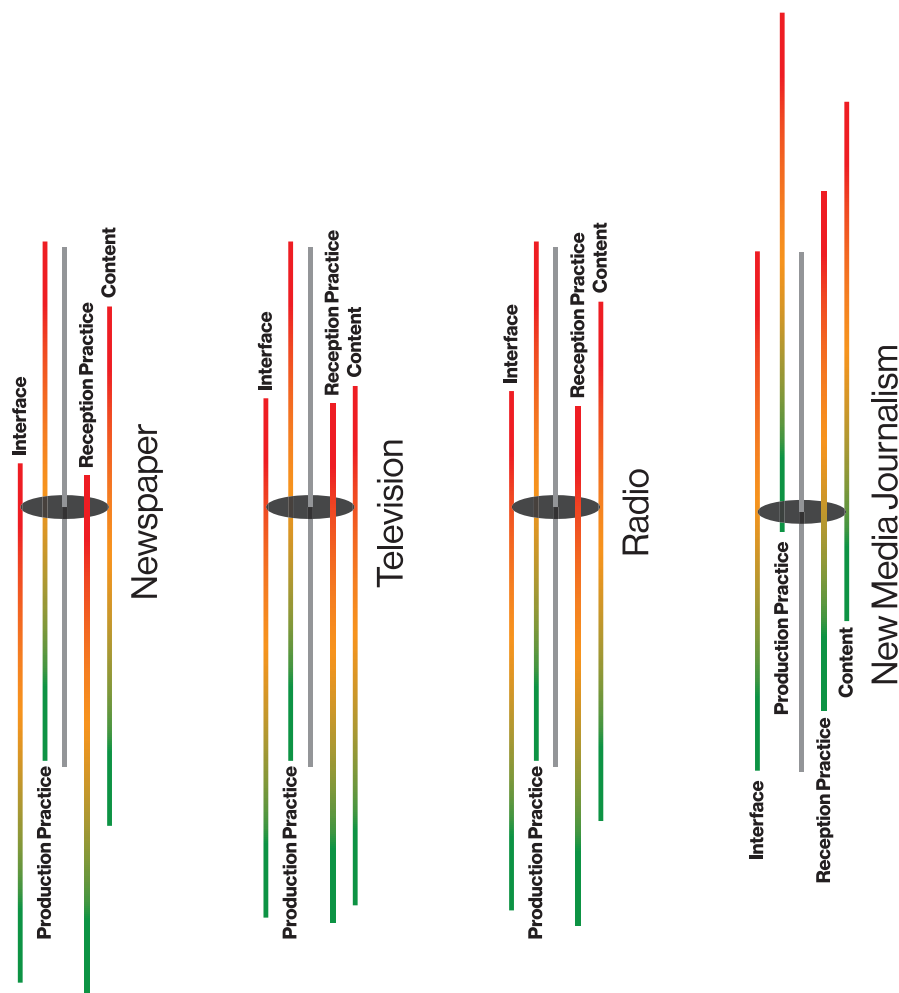 Interface
Production Practice
Reception Practice
Content
Newspaper
Interface
Production Practice
Reception Practice
Content
Television
Interface
Production Practice
Reception Practice
Content
Radio
Interface
Production Practice
Reception Practice
Content
New Media Journalism